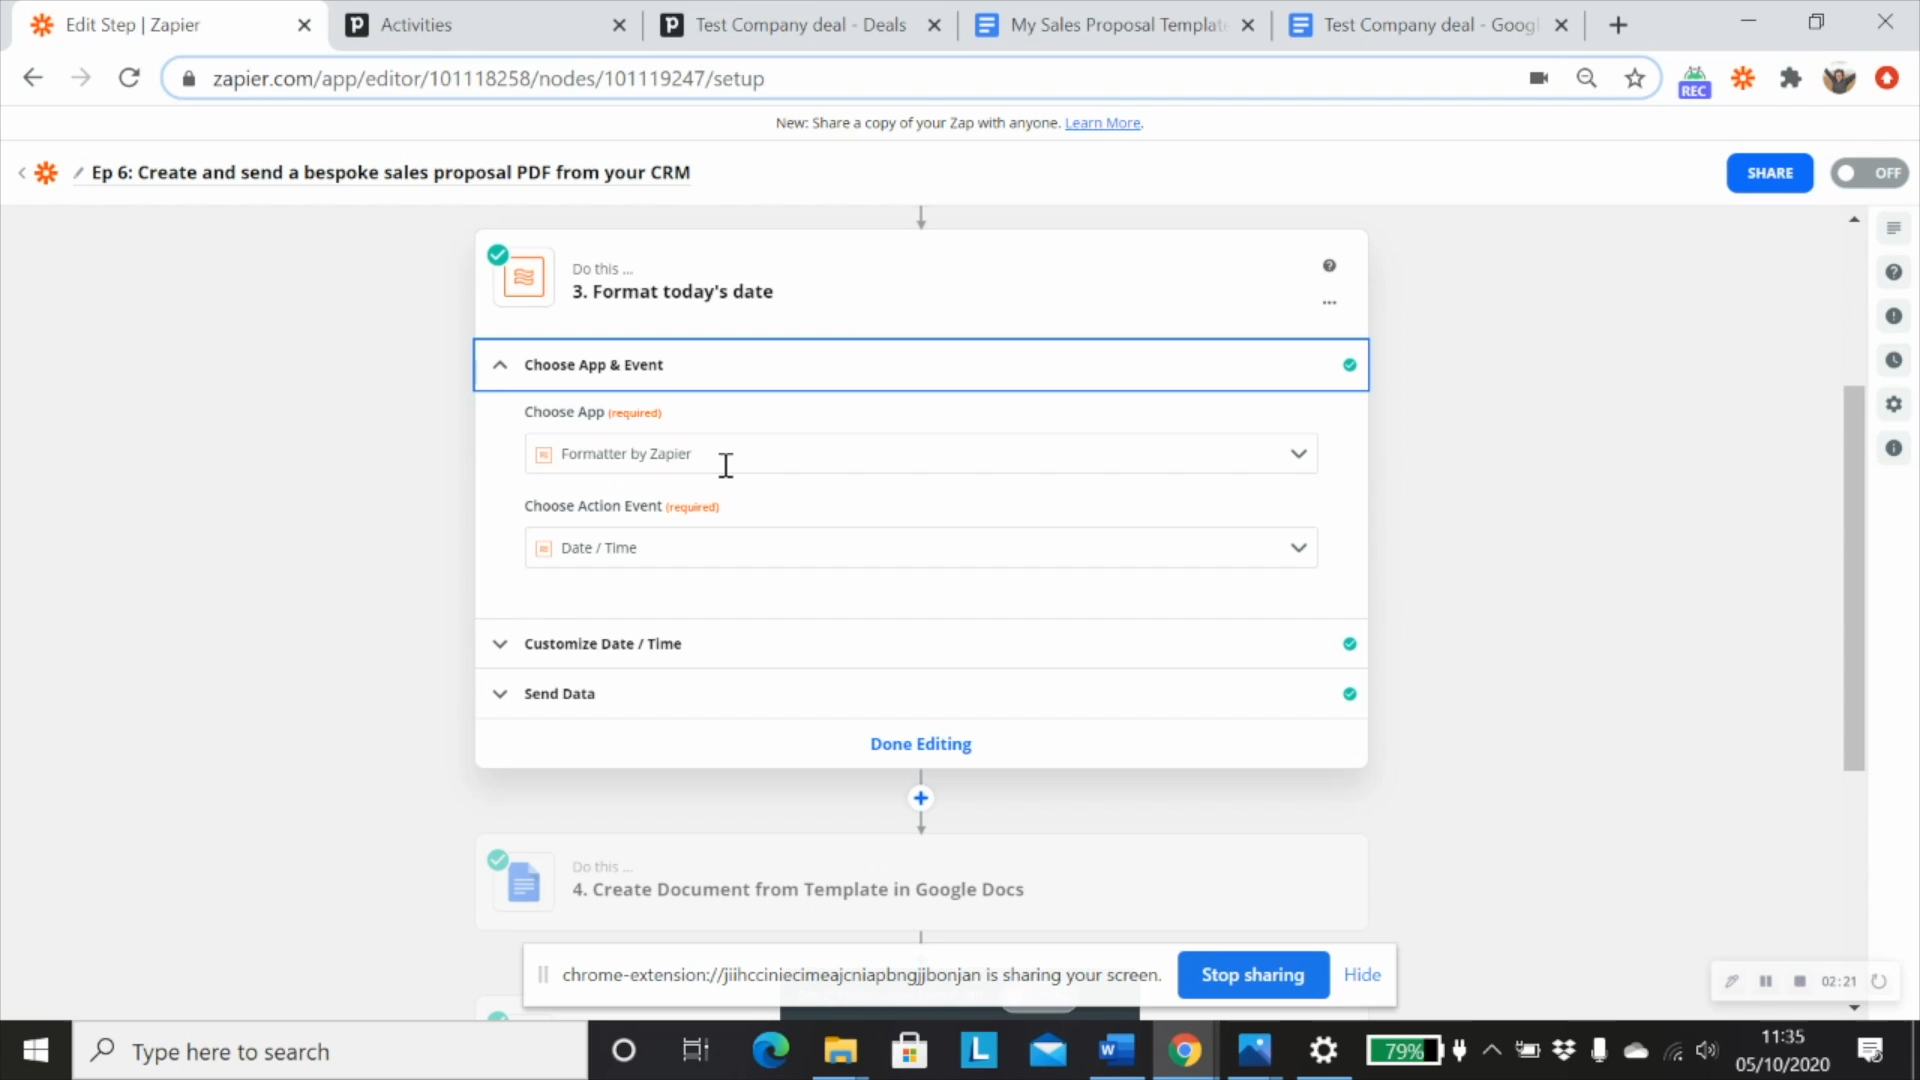 Edit Step | Zapier
Activities
Test Company deal - Deals
My Sales Proposal Template
Test Company deal - Googl
zapier.com/app/editor/101118258/nodes/101119247/setup
REC
New: Share a copy of your Zap with anyone. Learn More.
Ep 6: Create and send a bespoke sales proposal PDF from your CRM
SHARE
OFF
Do this ...
3. Format today's date
Choose App & Event
Choose App (required)
Formatter by Zapier
Choose Action Event (required)
Date / Time
Customize Date / Time
Send Data
Done Editing
Do this ...
4. Create Document from Template in Google Docs
chrome-extension://jiihcciniecimeajcniapbngjjbonjan is sharing your screen.
Stop sharing
Hide
02:21
Type here to search
L
W
79%
11:35
05/10/2020